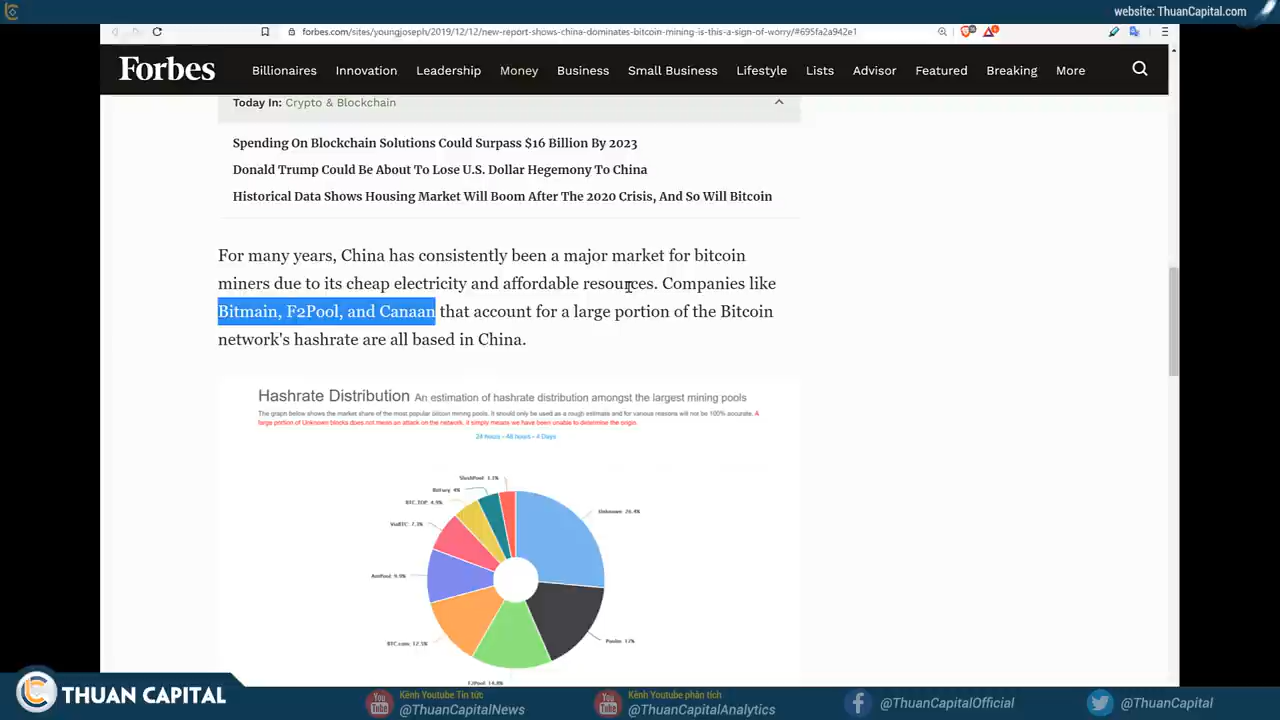 website: ThuanCapital.com
forbes.com/sites/youngjoseph/2019/12/12/new-report-shows-china-dominates-bitcoin-mining-is-this-a-sign-of-worry/#695fa2a942e1
Forbes
Billionaires Innovation Leadership Money Business Small Business Lifestyle Lists Advisor Featured Breaking More
Today In: Crypto & Blockchain
Spending On Blockchain Solutions Could Surpass $16 Billion By 2023
Donald Trump Could Be About To Lose U.S. Dollar Hegemony To China
Historical Data Shows Housing Market Will Boom After The 2020 Crisis, And So Will Bitcoin
For many years, China has consistently been a major market for bitcoin
miners due to its cheap electricity and affordable resources. Companies like
Bitmain, F2Pool, and Canaan that account for a large portion of the Bitcoin
network's hashrate are all based in China.
Hashrate Distribution An estimation of hashrate distribution amongst the largest mining pools
The graph below shows the market share of the most popular bitcoin mining pools. It should only be used as a rough estimate and for various reasons will not be 100% accurate. A
large portion of Unknown blocks does not mean an attack on the network, it simply means we have been unable to determine the origin.
24 hours - 48 hours - 4 Days
SlushPool:
Bitfury: 4%
BTC.TOP: 4.9%
Unknown: 26.4%
ViaBTC: 7.3%
AntPool: 9.9%
Poolin: 17%
BTC.com: 12.5%
F2Pool: 14.8%
THUAN CAPITAL
Kênh Youtube Tin tức
@ThuanCapitalNews
Kênh Youtube phân tích
@ThuanCapitalAnalytics
@ThuanCapitalOfficial
@ThuanCapital